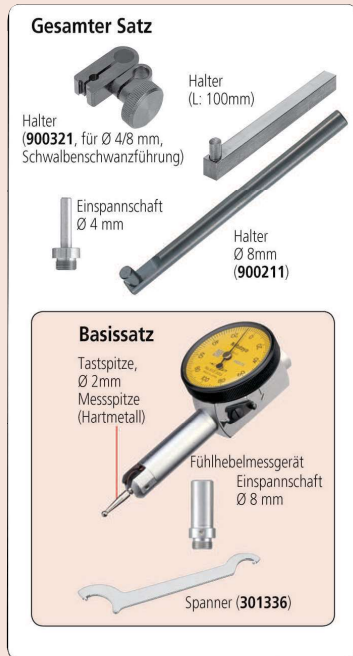 Gesamter Satz
Halter
(L: 100mm)
Halter
(900321, für Ø 4/8 mm,
Schwalbenschwanzführung)
Einspannschaft
Ø 4 mm
Halter
Ø 8mm
(900211)
Basissatz
Tastspitze,
Ø 2mm
Messspitze
(Hartmetall)
Fühlhebelmessgerät
Einspannschaft
Ø 8 mm
Spanner (301336)